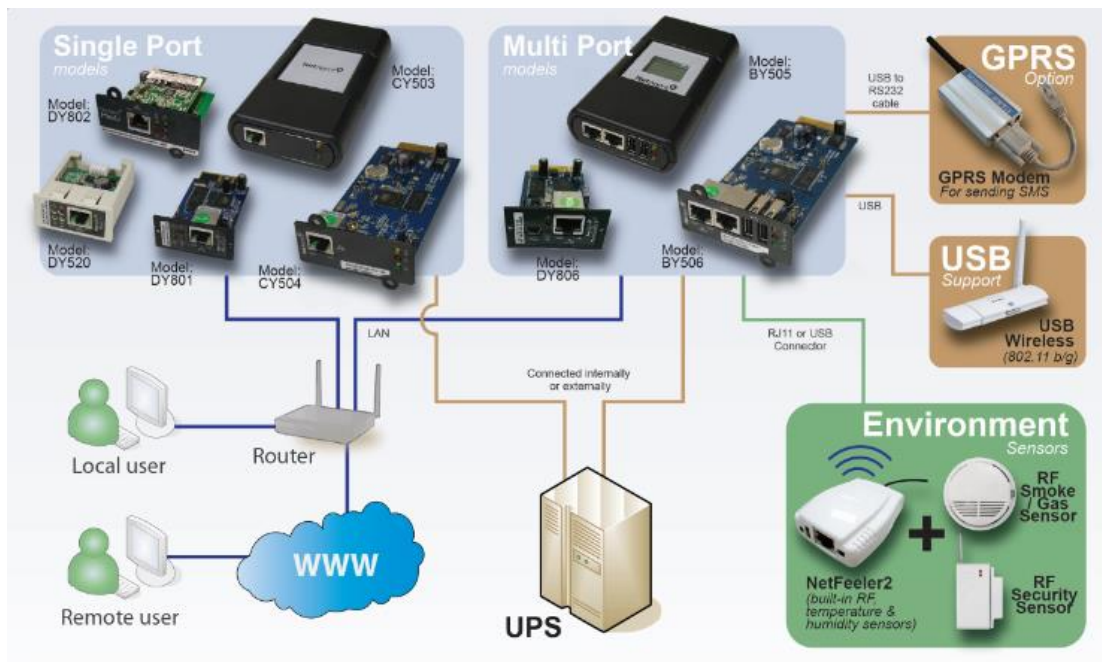 Single Port
models
Model:
DY802
Model:
CY503
Model:
DY520
Model:
DY801
Model:
CY504
Multi Port
models
Model:
BY505
Model:
DY806
Model:
BY506
USB to
RS232
cable
GPRS
Option
GPRS Modem
For sending SMS
USB
USB
Support
USB
Wireless
(802.11 b/g)
LAN
RJ11 or USB
Connector
Connected internally
or externally
Local user
Router
Remote user
WWW
UPS
Environment
Sensors
RF
Smoke
/ Gas
Sensor
NetFeeler2
(built-in RF,
temperature &
humidity sensors)
RF
Security
Sensor